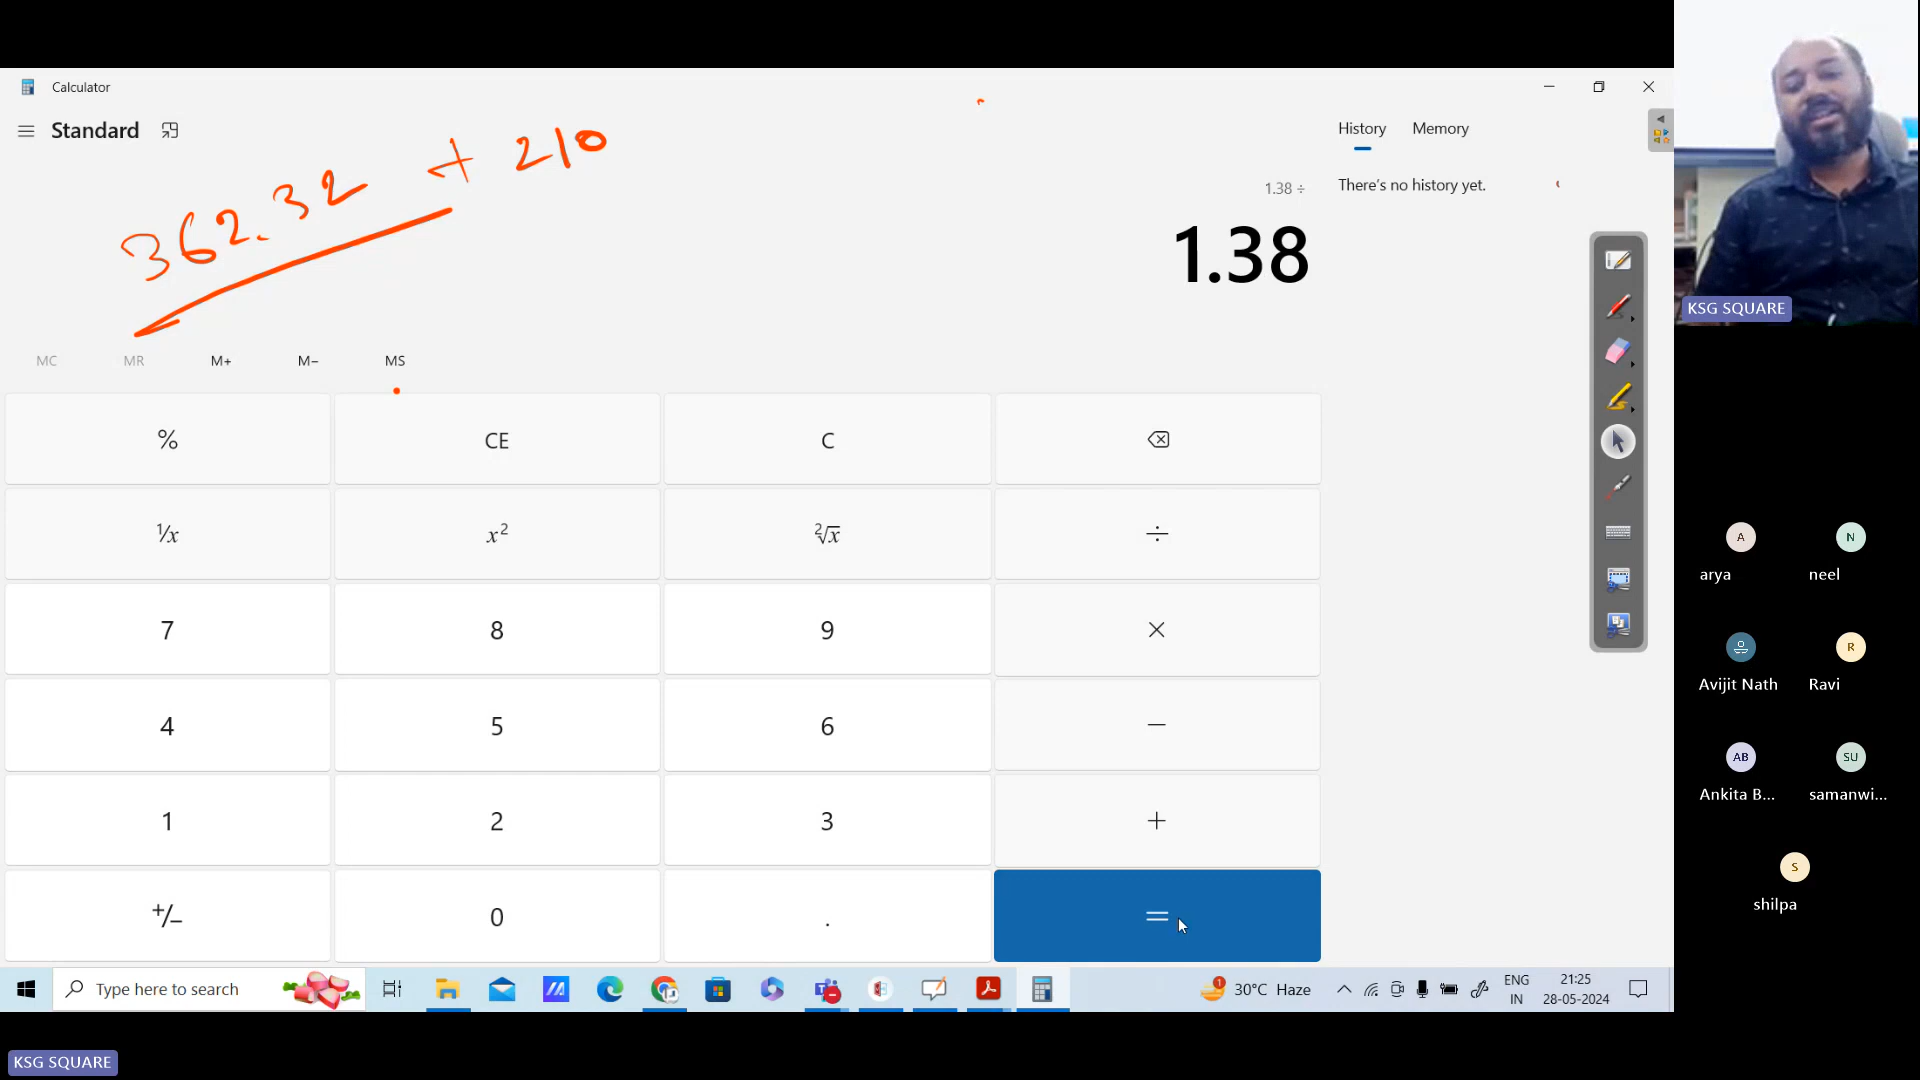 Calculator
Standard
362.32 + 210
History Memory
There's no history yet.
1.38 ÷
1.38
MC MR M+ M− MS
% CE C
1/x x² ²√x ÷
7 8 9 ×
4 5 6 −
1 2 3 +
+/− 0 . =
KSG SQUARE
A N
arya neel
R
Avijit Nath Ravi
AB SU
Ankita B... samanwi...
S
shilpa
Type here to search
1
30°C Haze
ENG
IN
21:25
28-05-2024
KSG SQUARE